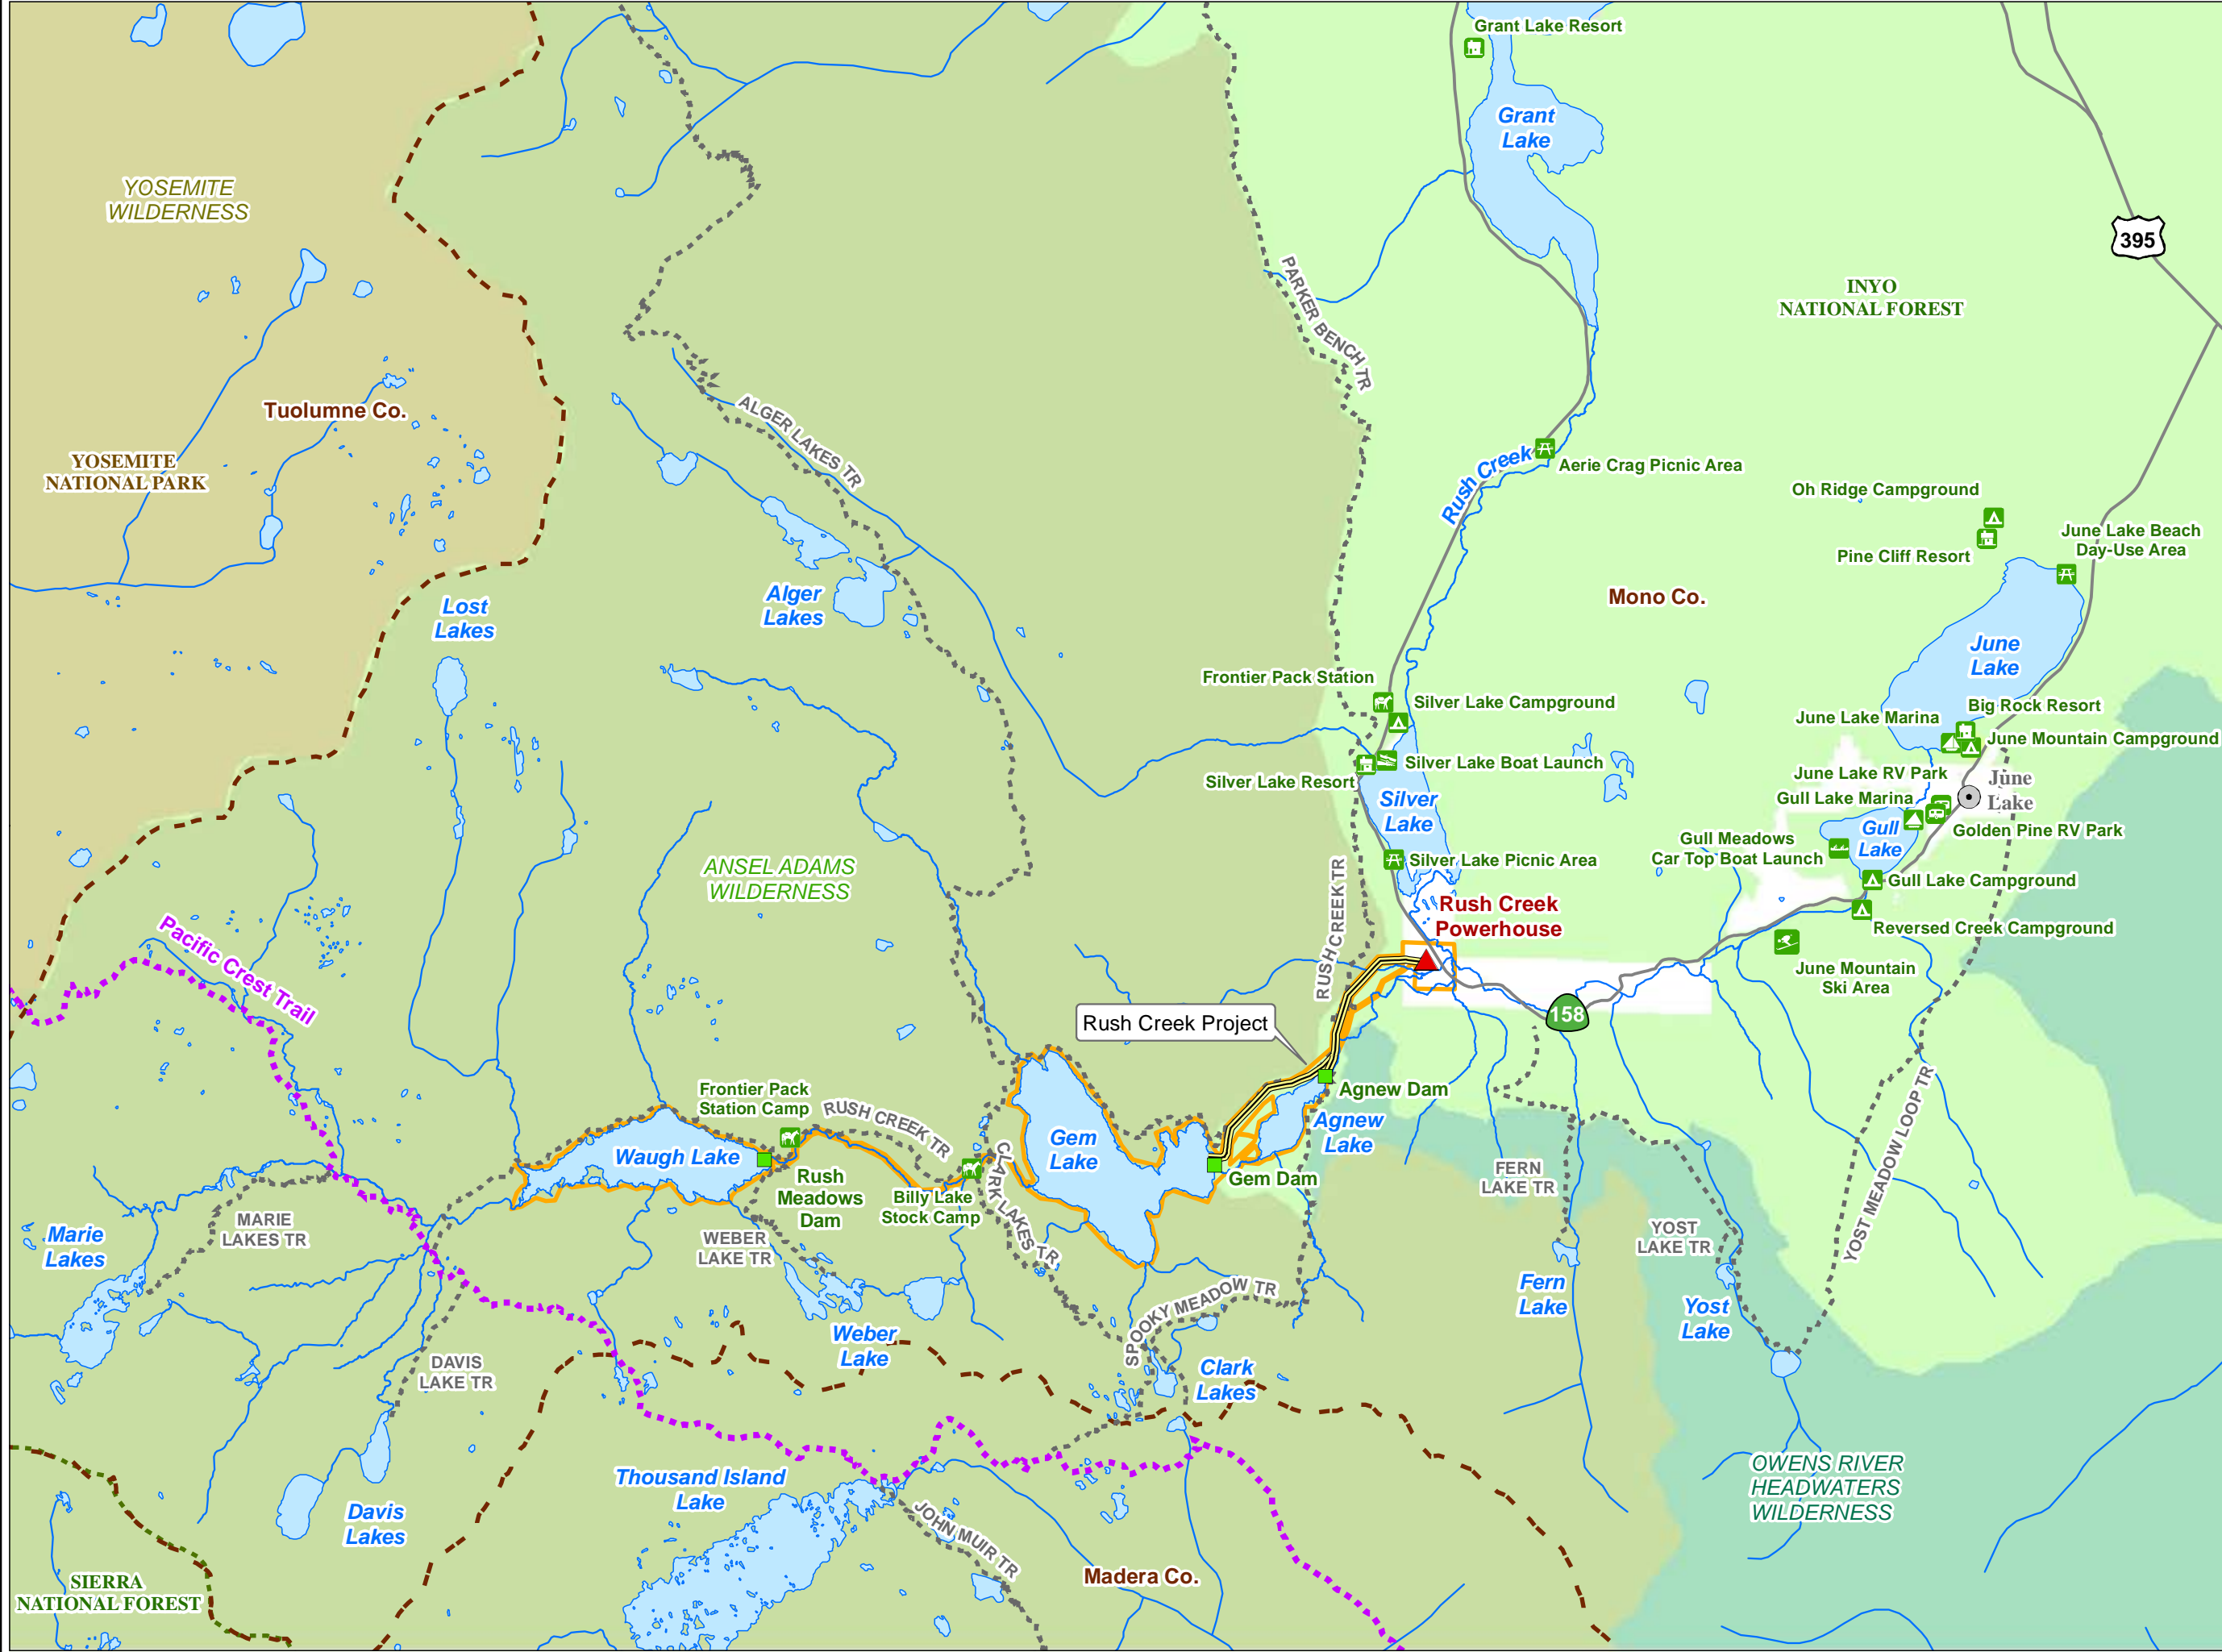 Grant Lake Resort
Grant
Lake
YOSEMITE
WILDERNESS
395
PARKER BENCH TR
INYO
NATIONAL FOREST
Tuolumne Co.
ALGER LAKES TR
YOSEMITE
NATIONAL PARK
Rush Creek
Aerie Crag Picnic Area
Oh Ridge Campground
June Lake Beach
Day-Use Area
Pine Cliff Resort
Lost
Lakes
Alger
Lakes
Mono Co.
June
Lake
Frontier Pack Station
Silver Lake Campground
Big Rock Resort
June Lake Marina
June Mountain Campground
Silver Lake Boat Launch
Silver Lake Resort
June Lake RV Park
June
Lake
Gull Lake Marina
Silver
Lake
Gull
Lake
Golden Pine RV Park
Gull Meadows
Car Top Boat Launch
Silver Lake Picnic Area
ANSEL ADAMS
WILDERNESS
Gull Lake Campground
RUSH CREEK TR
Rush Creek
Powerhouse
Reversed Creek Campground
Pacific Crest Trail
June Mountain
Ski Area
158
Rush Creek Project
Frontier Pack
Station Camp
RUSH CREEK TR
Agnew Dam
Agnew
Lake
YOST MEADOW LOOP TR
Waugh Lake
Gem
Lake
CLARK LAKES TR
Rush
Meadows
Dam
Billy Lake
Stock Camp
Gem Dam
FERN
LAKE TR
MARIE
LAKES TR
Marie
Lakes
WEBER
LAKE TR
YOST
LAKE TR
SPOOKY MEADOW TR
Fern
Lake
Yost
Lake
Weber
Lake
DAVIS
LAKE TR
Clark
Lakes
Thousand Island
Lake
OWENS RIVER
HEADWATERS
WILDERNESS
Davis
Lakes
JOHN MUIR TR
Madera Co.
SIERRA
NATIONAL FOREST